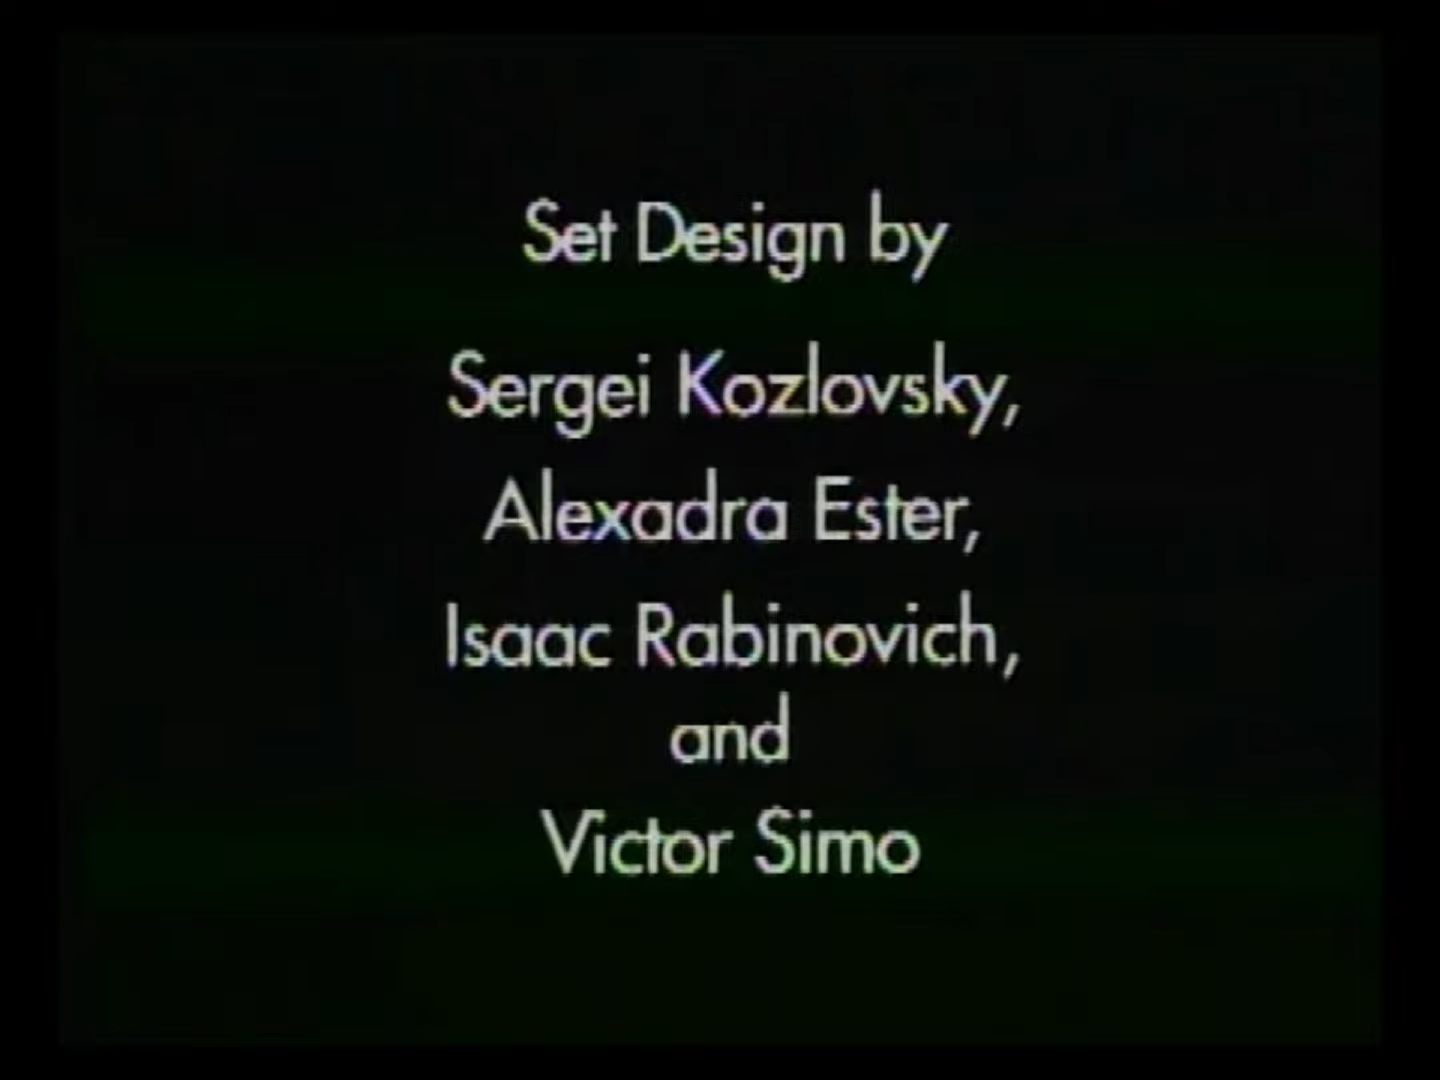 Set Design by
Sergei Kozlovsky,
Alexadra Ester,
Isaac Rabinovich,
and
Victor Simo